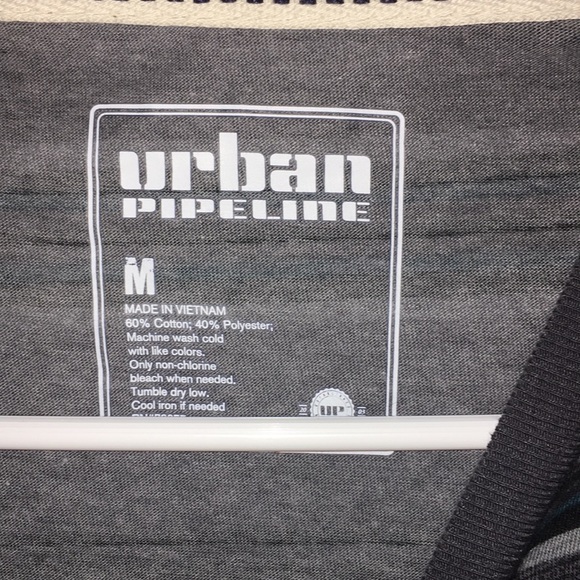 urban
PIPELINE
M
MADE IN VIETNAM
60% Cotton; 40% Polyester;
Machine wash cold
with like colors.
Only non-chlorine
bleach when needed.
Tumble dry low.
Cool iron if needed
UP